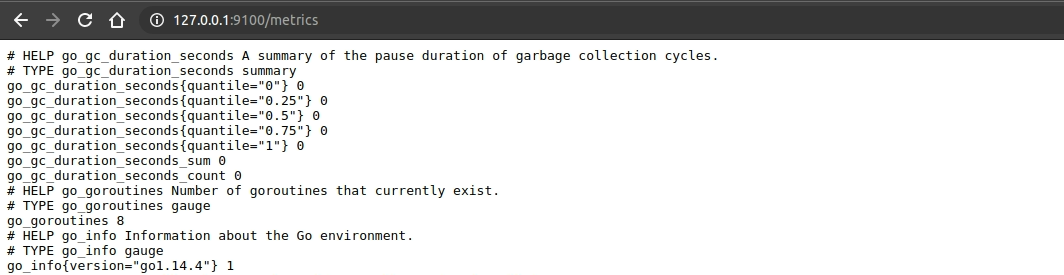 127.0.0.1:9100/metrics
# HELP go_gc_duration_seconds A summary of the pause duration of garbage collection cycles.
# TYPE go_gc_duration_seconds summary
go_gc_duration_seconds{quantile="0"} 0
go_gc_duration_seconds{quantile="0.25"} 0
go_gc_duration_seconds{quantile="0.5"} 0
go_gc_duration_seconds{quantile="0.75"} 0
go_gc_duration_seconds{quantile="1"} 0
go_gc_duration_seconds_sum 0
go_gc_duration_seconds_count 0
# HELP go_goroutines Number of goroutines that currently exist.
# TYPE go_goroutines gauge
go_goroutines 8
# HELP go_info Information about the Go environment.
# TYPE go_info gauge
go_info{version="go1.14.4"} 1